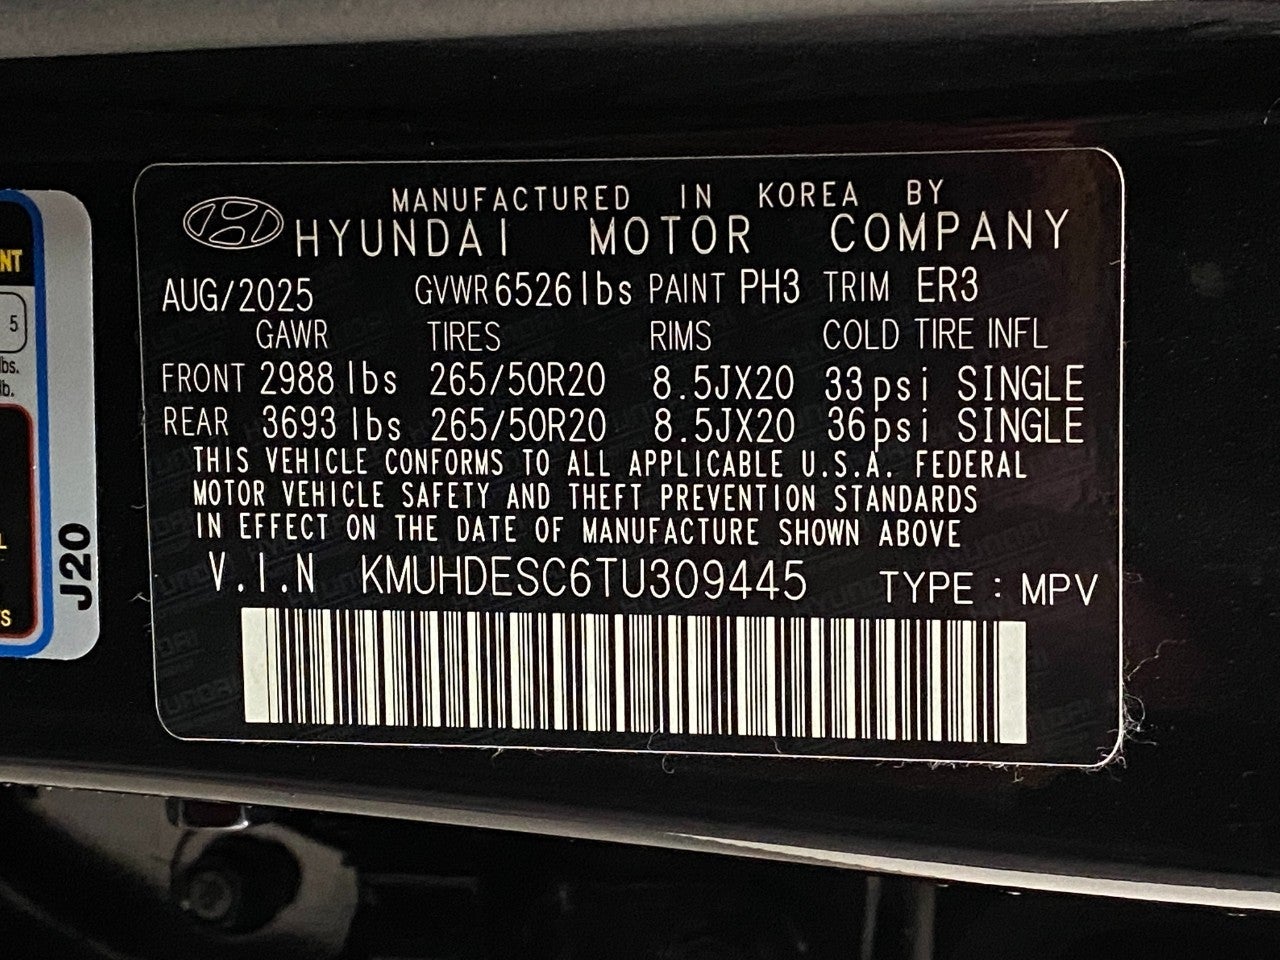 MANUFACTURED IN KOREA BY
HYUNDAI MOTOR COMPANY
AUG/2025 GVWR 6526 lbs PAINT PH3 TRIM ER3
GAWR TIRES RIMS COLD TIRE INFL
FRONT 2988 lbs 265/50R20 8.5JX20 33psi SINGLE
REAR 3693 lbs 265/50R20 8.5JX20 36psi SINGLE
THIS VEHICLE CONFORMS TO ALL APPLICABLE U.S.A. FEDERAL
MOTOR VEHICLE SAFETY AND THEFT PREVENTION STANDARDS
IN EFFECT ON THE DATE OF MANUFACTURE SHOWN ABOVE
V.I.N KMUHDESC6TU309445 TYPE : MPV
5
J20